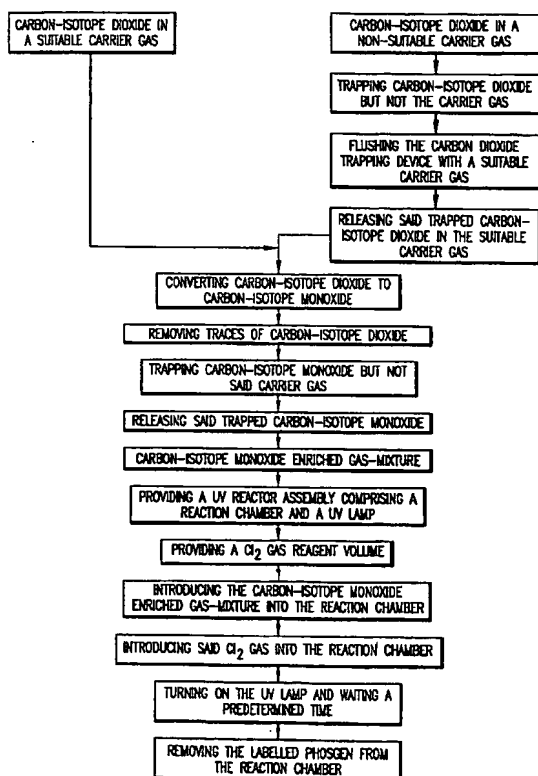 CARBON-ISOTOPE DIOXIDE IN
A SUITABLE CARRIER GAS
CARBON-ISOTOPE DIOXIDE IN A
NON-SUITABLE CARRIER GAS
TRAPPING CARBON-ISOTOPE DIOXIDE
BUT NOT THE CARRIER GAS
FLUSHING THE CARBON DIOXIDE
TRAPPING DEVICE WITH A SUITABLE
CARRIER GAS
RELEASING SAID TRAPPED CARBON-
ISOTOPE DIOXIDE IN THE SUITABLE
CARRIER GAS
CONVERTING CARBON-ISOTOPE DIOXIDE TO
CARBON-ISOTOPE MONOXIDE
REMOVING TRACES OF CARBON-ISOTOPE DIOXIDE
TRAPPING CARBON-ISOTOPE MONOXIDE BUT NOT
SAID CARRIER GAS
RELEASING SAID TRAPPED CARBON-ISOTOPE MONOXIDE
CARBON-ISOTOPE MONOXIDE ENRICHED GAS-MIXTURE
PROVIDING A UV REACTOR ASSEMBLY COMPRISING A
REACTION CHAMBER AND A UV LAMP
PROVIDING A Cl₂ GAS REAGENT VOLUME
INTRODUCING THE CARBON-ISOTOPE MONOXIDE
ENRICHED GAS-MIXTURE INTO THE REACTION CHAMBER
INTRODUCING SAID Cl₂ GAS INTO THE REACTION CHAMBER
TURNING ON THE UV LAMP AND WAITING A
PREDETERMINED TIME
REMOVING THE LABELLED PHOSGEN FROM
THE REACTION CHAMBER